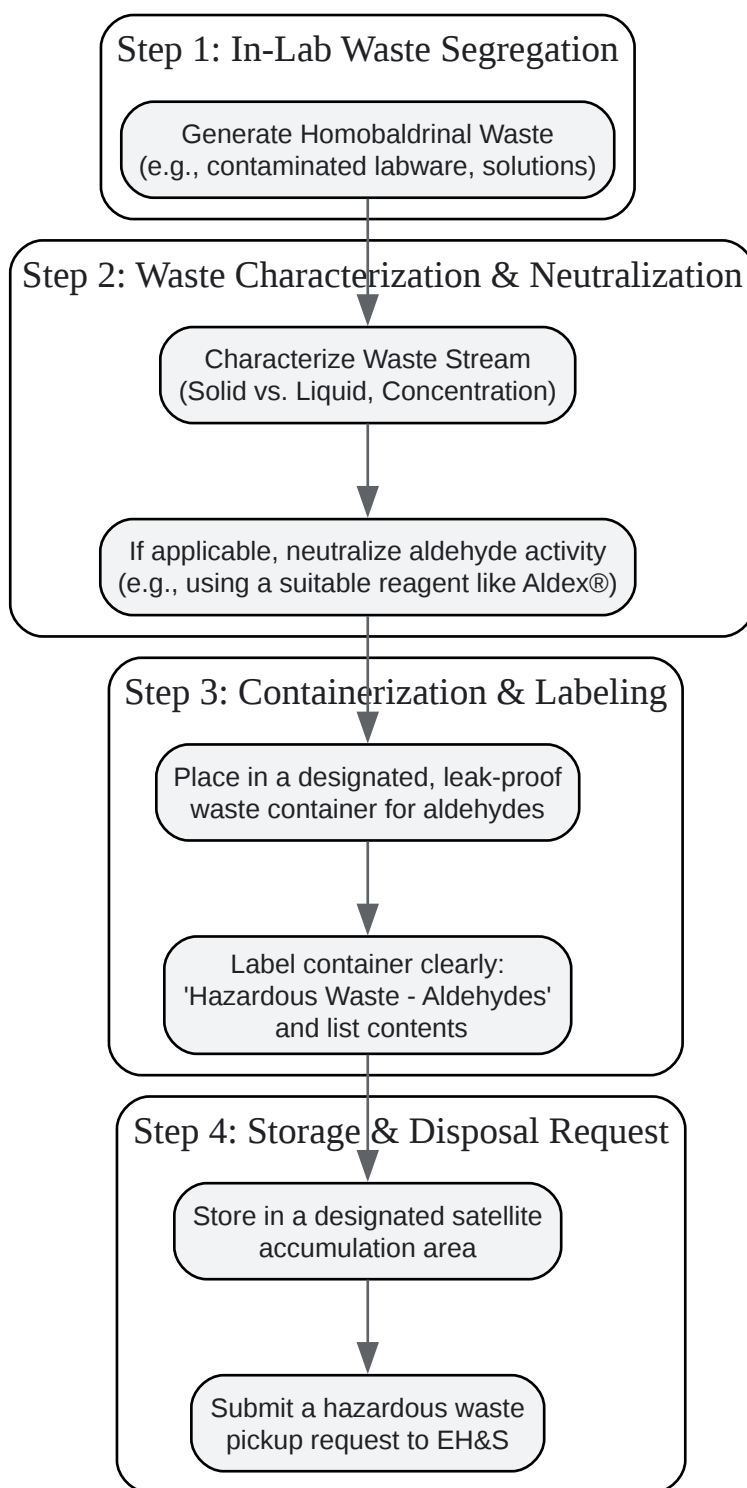 Step 1: In-Lab Waste Segregation
Generate Homobaldrinal Waste
(e.g., contaminated labware, solutions)
Step 2: Waste Characterization & Neutralization
Characterize Waste Stream
(Solid vs. Liquid, Concentration)
If applicable, neutralize aldehyde activity
(e.g., using a suitable reagent like Aldex®)
Step 3: Containerization & Labeling
Place in a designated, leak-proof
waste container for aldehydes
Label container clearly:
'Hazardous Waste - Aldehydes'
and list contents
Step 4: Storage & Disposal Request
Store in a designated satellite
accumulation area
Submit a hazardous waste
pickup request to EH&S